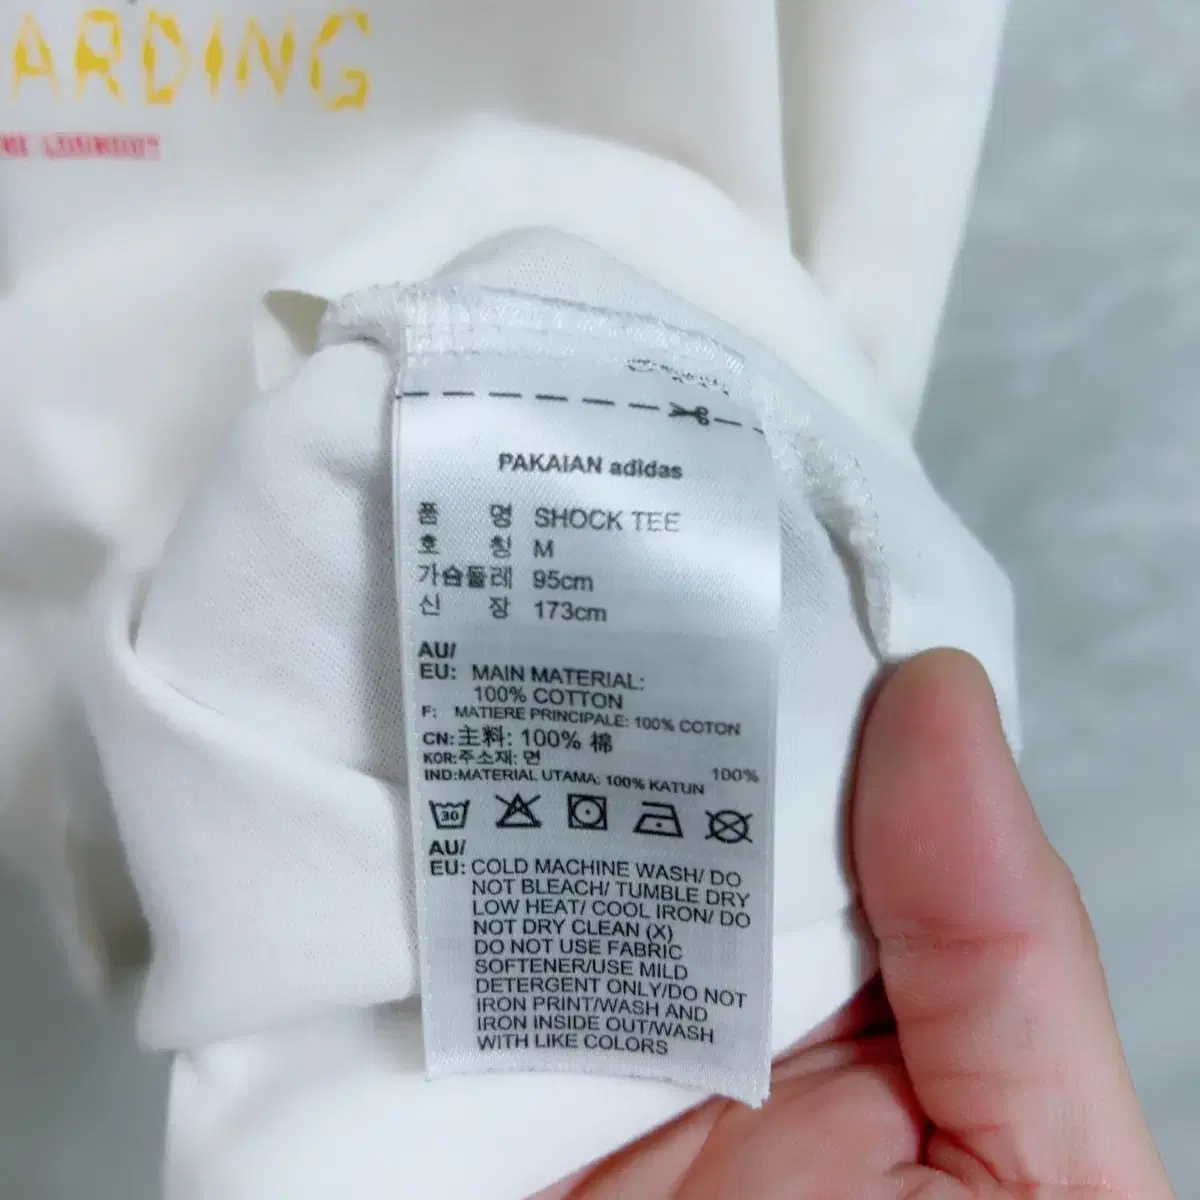 ARDING
PAKAIAN adidas
품 명 SHOCK TEE
호 칭 M
가슴둘레 95cm
신 장 173cm
AU/
EU: MAIN MATERIAL:
100% COTTON
F: MATIERE PRINCIPALE: 100% COTON
CN:主料: 100% 棉
KOR:주소재: 면 100%
IND:MATERIAL UTAMA: 100% KATUN
30
AU/
EU: COLD MACHINE WASH/ DO
NOT BLEACH/ TUMBLE DRY
LOW HEAT/ COOL IRON/ DO
NOT DRY CLEAN (X)
DO NOT USE FABRIC
SOFTENER/USE MILD
DETERGENT ONLY/DO NOT
IRON PRINT/WASH AND
IRON INSIDE OUT/WASH
WITH LIKE COLORS